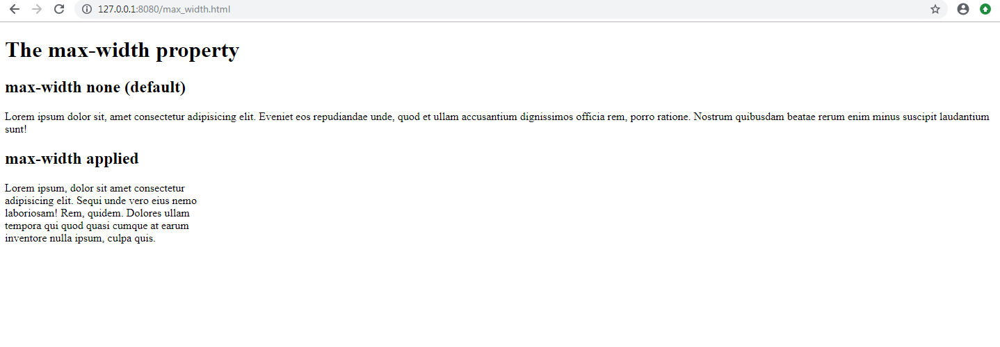 127.0.0.1:8080/max_width.html
The max-width property
max-width none (default)
Lorem ipsum dolor sit, amet consectetur adipisicing elit. Eveniet eos repudiandae unde, quod et ullam accusantium dignissimos officia rem, porro ratione. Nostrum quibusdam beatae rerum enim minus suscipit laudantium
sunt!
max-width applied
Lorem ipsum, dolor sit amet consectetur
adipisicing elit. Sequi unde vero eius nemo
laboriosam! Rem, quidem. Dolores ullam
tempora qui quod quasi cumque at earum
inventore nulla ipsum, culpa quis.